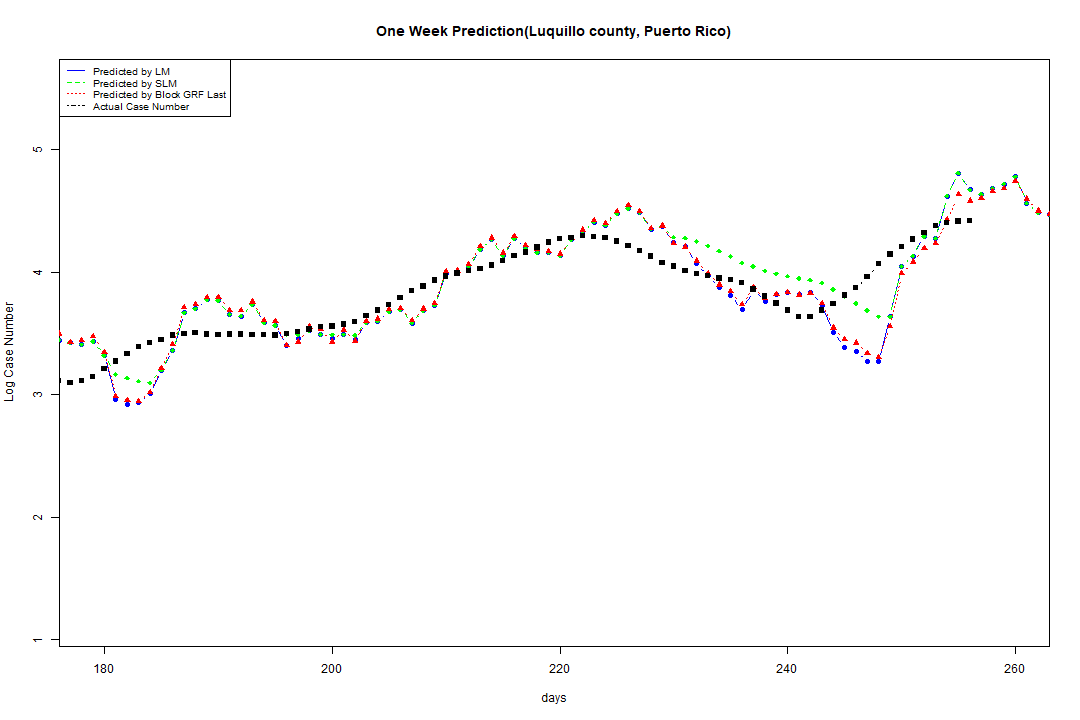 One Week Prediction(Luquillo county, Puerto Rico)
Predicted by LM
Predicted by SLM
Predicted by Block GRF Last
Actual Case Number
5
4
3
2
1
Log Case Number
180 200 220 240 260
days